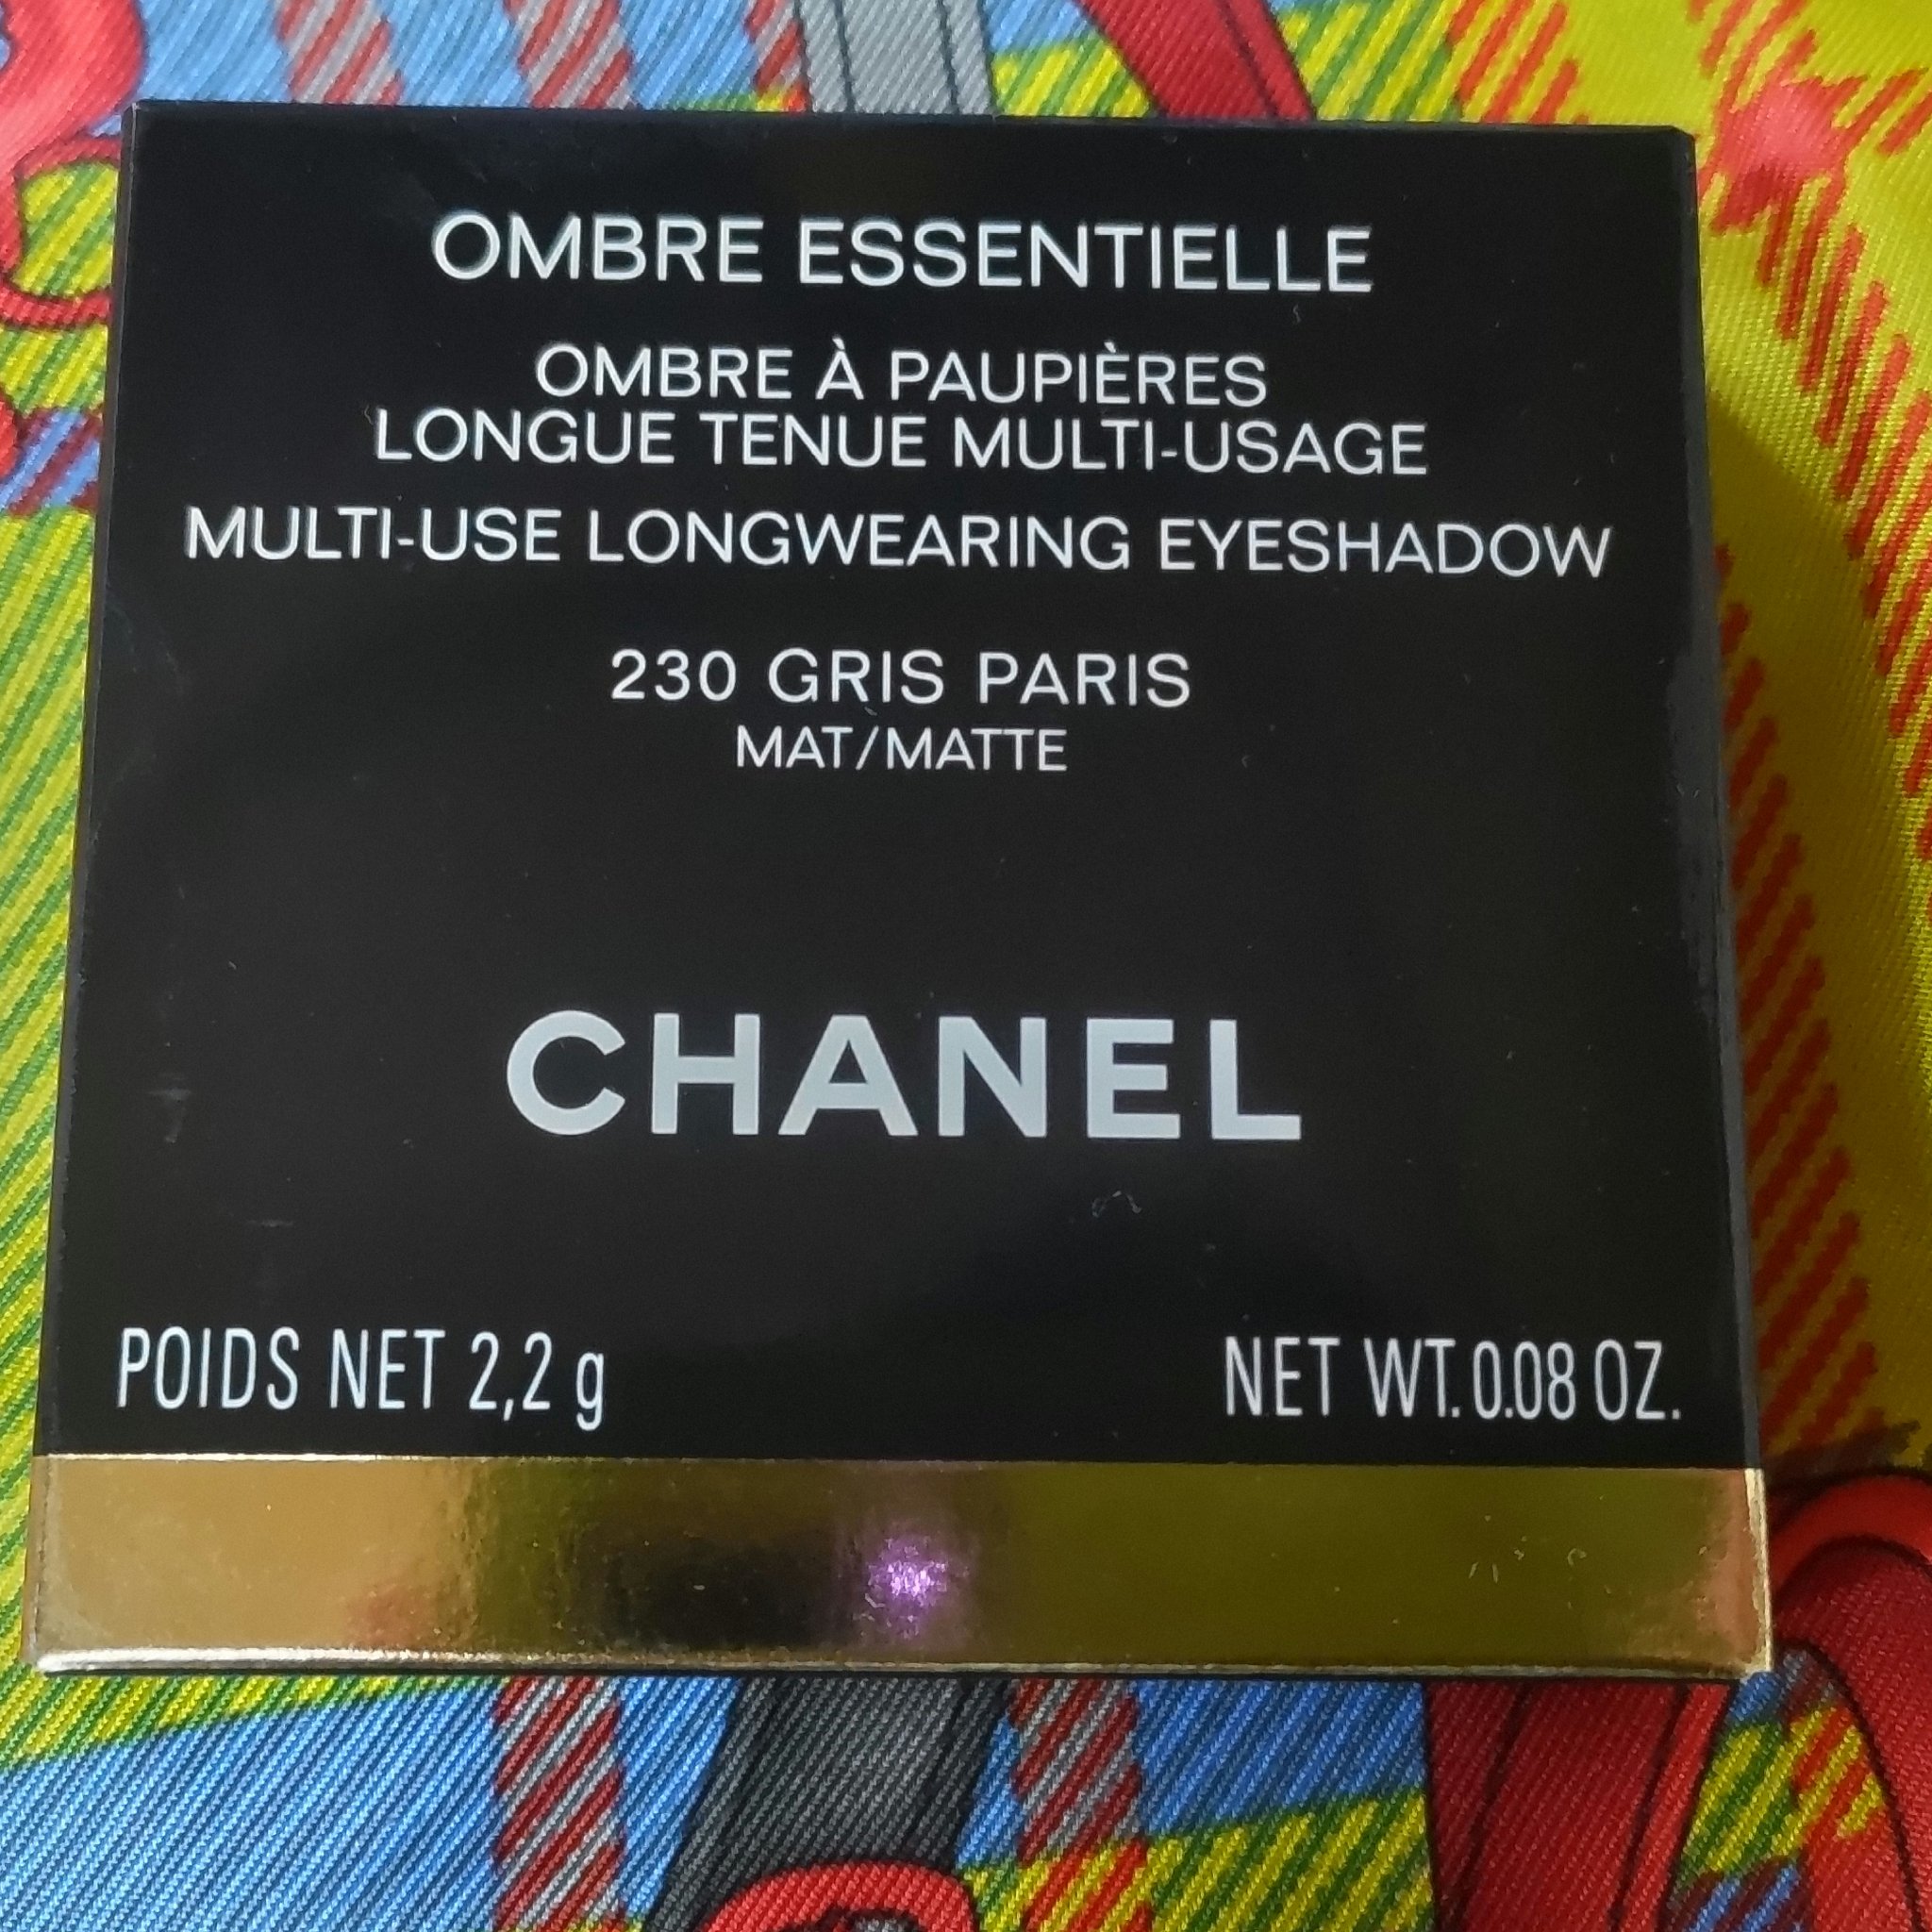 OMBRE ESSENTIELLE
OMBRE À PAUPIÈRES
LONGUE TENUE MULTI-USAGE
MULTI-USE LONGWEARING EYESHADOW
230 GRIS PARIS
MAT/MATTE
CHANEL
POIDS NET 2,2 g NET WT. 0.08 OZ.